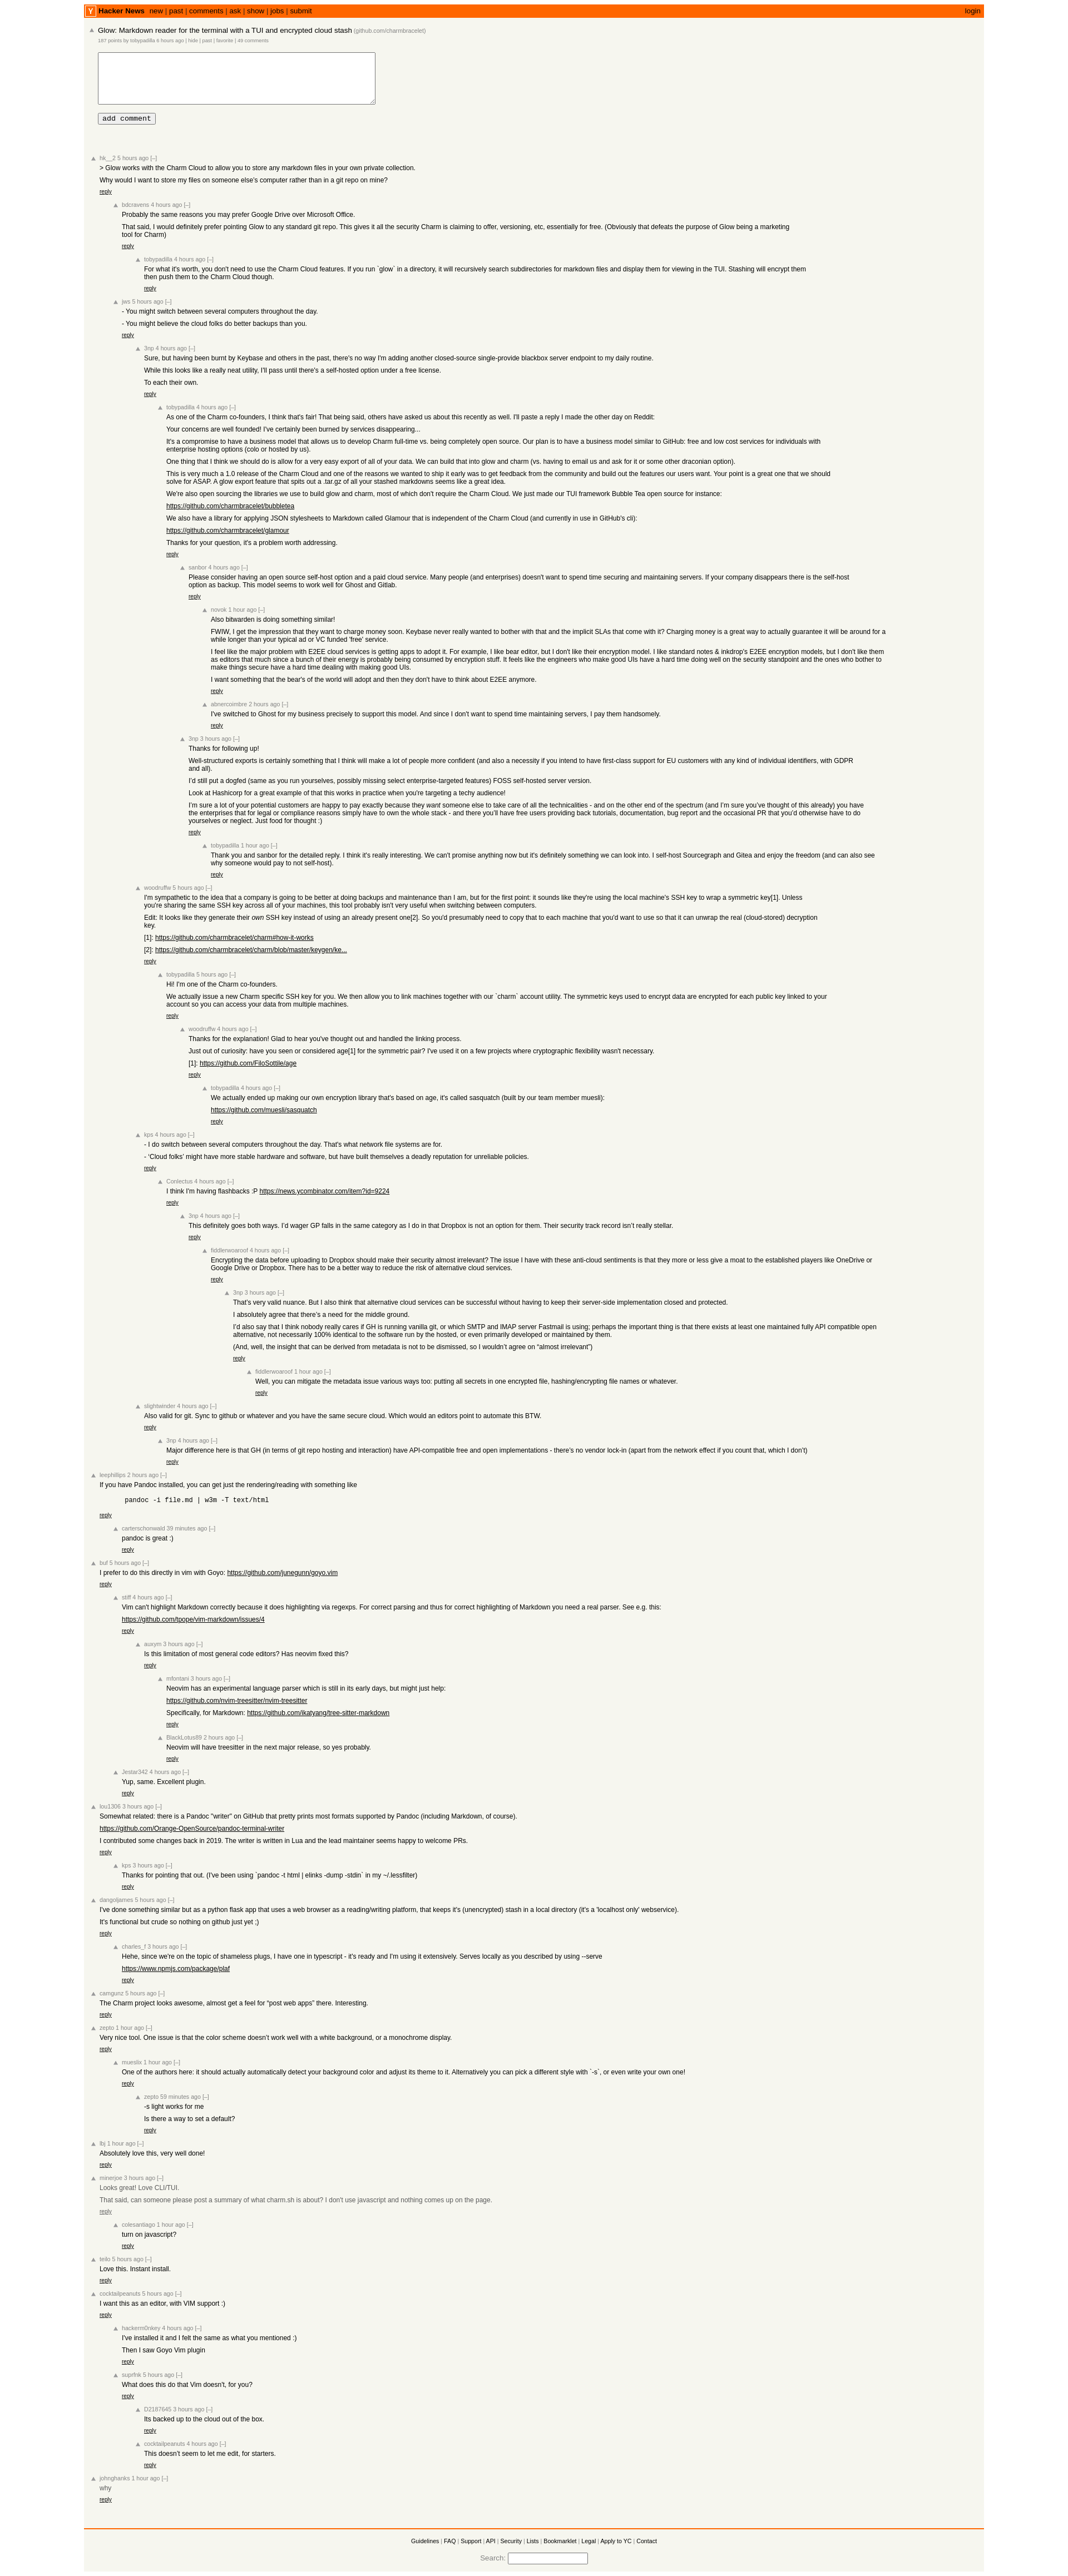 Hacker News new | past | comments | ask | show | jobs | submit login
Glow: Markdown reader for the terminal with a TUI and encrypted cloud stash (github.com/charmbracelet)
187 points by tobypadilla 6 hours ago | hide | past | favorite | 49 comments
add comment
hk__2 5 hours ago [–]
> Glow works with the Charm Cloud to allow you to store any markdown files in your own private collection.
Why would I want to store my files on someone else's computer rather than in a git repo on mine?
reply
bdcravens 4 hours ago [–]
Probably the same reasons you may prefer Google Drive over Microsoft Office.
That said, I would definitely prefer pointing Glow to any standard git repo. This gives it all the security Charm is claiming to offer, versioning, etc, essentially for free. (Obviously that defeats the purpose of Glow being a marketing
tool for Charm)
reply
tobypadilla 4 hours ago [–]
For what it's worth, you don't need to use the Charm Cloud features. If you run `glow` in a directory, it will recursively search subdirectories for markdown files and display them for viewing in the TUI. Stashing will encrypt them
then push them to the Charm Cloud though.
reply
jws 5 hours ago [–]
- You might switch between several computers throughout the day.
- You might believe the cloud folks do better backups than you.
reply
3np 4 hours ago [–]
Sure, but having been burnt by Keybase and others in the past, there's no way I'm adding another closed-source single-provide blackbox server endpoint to my daily routine.
While this looks like a really neat utility, I'll pass until there's a self-hosted option under a free license.
To each their own.
reply
tobypadilla 4 hours ago [–]
As one of the Charm co-founders, I think that's fair! That being said, others have asked us about this recently as well. I'll paste a reply I made the other day on Reddit:
Your concerns are well founded! I've certainly been burned by services disappearing...
It's a compromise to have a business model that allows us to develop Charm full-time vs. being completely open source. Our plan is to have a business model similar to GitHub: free and low cost services for individuals with
enterprise hosting options (colo or hosted by us).
One thing that I think we should do is allow for a very easy export of all of your data. We can build that into glow and charm (vs. having to email us and ask for it or some other draconian option).
This is very much a 1.0 release of the Charm Cloud and one of the reasons we wanted to ship it early was to get feedback from the community and build out the features our users want. Your point is a great one that we should
solve for ASAP. A glow export feature that spits out a .tar.gz of all your stashed markdowns seems like a great idea.
We're also open sourcing the libraries we use to build glow and charm, most of which don't require the Charm Cloud. We just made our TUI framework Bubble Tea open source for instance:
https://github.com/charmbracelet/bubbletea
We also have a library for applying JSON stylesheets to Markdown called Glamour that is independent of the Charm Cloud (and currently in use in GitHub's cli):
https://github.com/charmbracelet/glamour
Thanks for your question, it's a problem worth addressing.
reply
sanbor 4 hours ago [–]
Please consider having an open source self-host option and a paid cloud service. Many people (and enterprises) doesn't want to spend time securing and maintaining servers. If your company disappears there is the self-host
option as backup. This model seems to work well for Ghost and Gitlab.
reply
novok 1 hour ago [–]
Also bitwarden is doing something similar!
FWIW, I get the impression that they want to charge money soon. Keybase never really wanted to bother with that and the implicit SLAs that come with it? Charging money is a great way to actually guarantee it will be around for a
while longer than your typical ad or VC funded 'free' service.
I feel like the major problem with E2EE cloud services is getting apps to adopt it. For example, I like bear editor, but I don't like their encryption model. I like standard notes & inkdrop's E2EE encryption models, but I don't like them
as editors that much since a bunch of their energy is probably being consumed by encryption stuff. It feels like the engineers who make good UIs have a hard time doing well on the security standpoint and the ones who bother to
make things secure have a hard time dealing with making good UIs.
I want something that the bear's of the world will adopt and then they don't have to think about E2EE anymore.
reply
abnercoimbre 2 hours ago [–]
I've switched to Ghost for my business precisely to support this model. And since I don't want to spend time maintaining servers, I pay them handsomely.
reply
3np 3 hours ago [–]
Thanks for following up!
Well-structured exports is certainly something that I think will make a lot of people more confident (and also a necessity if you intend to have first-class support for EU customers with any kind of individual identifiers, with GDPR
and all).
I'd still put a dogfed (same as you run yourselves, possibly missing select enterprise-targeted features) FOSS self-hosted server version.
Look at Hashicorp for a great example of that this works in practice when you're targeting a techy audience!
I'm sure a lot of your potential customers are happy to pay exactly because they want someone else to take care of all the technicalities - and on the other end of the spectrum (and I'm sure you've thought of this already) you have
the enterprises that for legal or compliance reasons simply have to own the whole stack - and there you'll have free users providing back tutorials, documentation, bug report and the occasional PR that you'd otherwise have to do
yourselves or neglect. Just food for thought :)
reply
tobypadilla 1 hour ago [–]
Thank you and sanbor for the detailed reply. I think it's really interesting. We can't promise anything now but it's definitely something we can look into. I self-host Sourcegraph and Gitea and enjoy the freedom (and can also see
why someone would pay to not self-host).
reply
woodruffw 5 hours ago [–]
I'm sympathetic to the idea that a company is going to be better at doing backups and maintenance than I am, but for the first point: it sounds like they're using the local machine's SSH key to wrap a symmetric key[1]. Unless
you're sharing the same SSH key across all of your machines, this tool probably isn't very useful when switching between computers.
Edit: It looks like they generate their own SSH key instead of using an already present one[2]. So you'd presumably need to copy that to each machine that you'd want to use so that it can unwrap the real (cloud-stored) decryption
key.
[1]: https://github.com/charmbracelet/charm#how-it-works
[2]: https://github.com/charmbracelet/charm/blob/master/keygen/ke...
reply
tobypadilla 5 hours ago [–]
Hi! I'm one of the Charm co-founders.
We actually issue a new Charm specific SSH key for you. We then allow you to link machines together with our `charm` account utility. The symmetric keys used to encrypt data are encrypted for each public key linked to your
account so you can access your data from multiple machines.
reply
woodruffw 4 hours ago [–]
Thanks for the explanation! Glad to hear you've thought out and handled the linking process.
Just out of curiosity: have you seen or considered age[1] for the symmetric pair? I've used it on a few projects where cryptographic flexibility wasn't necessary.
[1]: https://github.com/FiloSottile/age
reply
tobypadilla 4 hours ago [–]
We actually ended up making our own encryption library that's based on age, it's called sasquatch (built by our team member muesli):
https://github.com/muesli/sasquatch
reply
kps 4 hours ago [–]
- I do switch between several computers throughout the day. That's what network file systems are for.
- 'Cloud folks' might have more stable hardware and software, but have built themselves a deadly reputation for unreliable policies.
reply
Conlectus 4 hours ago [–]
I think I'm having flashbacks :P https://news.ycombinator.com/item?id=9224
reply
3np 4 hours ago [–]
This definitely goes both ways. I'd wager GP falls in the same category as I do in that Dropbox is not an option for them. Their security track record isn't really stellar.
reply
fiddlerwoaroof 4 hours ago [–]
Encrypting the data before uploading to Dropbox should make their security almost irrelevant? The issue I have with these anti-cloud sentiments is that they more or less give a moat to the established players like OneDrive or
Google Drive or Dropbox. There has to be a better way to reduce the risk of alternative cloud services.
reply
3np 3 hours ago [–]
That's very valid nuance. But I also think that alternative cloud services can be successful without having to keep their server-side implementation closed and protected.
I absolutely agree that there's a need for the middle ground.
I'd also say that I think nobody really cares if GH is running vanilla git, or which SMTP and IMAP server Fastmail is using; perhaps the important thing is that there exists at least one maintained fully API compatible open
alternative, not necessarily 100% identical to the software run by the hosted, or even primarily developed or maintained by them.
(And, well, the insight that can be derived from metadata is not to be dismissed, so I wouldn't agree on “almost irrelevant”)
reply
fiddlerwoaroof 1 hour ago [–]
Well, you can mitigate the metadata issue various ways too: putting all secrets in one encrypted file, hashing/encrypting file names or whatever.
reply
slightwinder 4 hours ago [–]
Also valid for git. Sync to github or whatever and you have the same secure cloud. Which would an editors point to automate this BTW.
reply
3np 4 hours ago [–]
Major difference here is that GH (in terms of git repo hosting and interaction) have API-compatible free and open implementations - there's no vendor lock-in (apart from the network effect if you count that, which I don't)
reply
leephillips 2 hours ago [–]
If you have Pandoc installed, you can get just the rendering/reading with something like
pandoc -i file.md | w3m -T text/html
reply
carterschonwald 39 minutes ago [–]
pandoc is great :)
reply
buf 5 hours ago [–]
I prefer to do this directly in vim with Goyo: https://github.com/junegunn/goyo.vim
reply
stiff 4 hours ago [–]
Vim can't highlight Markdown correctly because it does highlighting via regexps. For correct parsing and thus for correct highlighting of Markdown you need a real parser. See e.g. this:
https://github.com/tpope/vim-markdown/issues/4
reply
auxym 3 hours ago [–]
Is this limitation of most general code editors? Has neovim fixed this?
reply
mfontani 3 hours ago [–]
Neovim has an experimental language parser which is still in its early days, but might just help:
https://github.com/nvim-treesitter/nvim-treesitter
Specifically, for Markdown: https://github.com/ikatyang/tree-sitter-markdown
reply
BlackLotus89 2 hours ago [–]
Neovim will have treesitter in the next major release, so yes probably.
reply
Jestar342 4 hours ago [–]
Yup, same. Excellent plugin.
reply
lou1306 3 hours ago [–]
Somewhat related: there is a Pandoc "writer" on GitHub that pretty prints most formats supported by Pandoc (including Markdown, of course).
https://github.com/Orange-OpenSource/pandoc-terminal-writer
I contributed some changes back in 2019. The writer is written in Lua and the lead maintainer seems happy to welcome PRs.
reply
kps 3 hours ago [–]
Thanks for pointing that out. (I've been using `pandoc -t html | elinks -dump -stdin` in my ~/.lessfilter)
reply
dangoljames 5 hours ago [–]
I've done something similar but as a python flask app that uses a web browser as a reading/writing platform, that keeps it's (unencrypted) stash in a local directory (it's a 'localhost only' webservice).
It's functional but crude so nothing on github just yet ;)
reply
charles_f 3 hours ago [–]
Hehe, since we're on the topic of shameless plugs, I have one in typescript - it's ready and I'm using it extensively. Serves locally as you described by using --serve
https://www.npmjs.com/package/plaf
reply
camgunz 5 hours ago [–]
The Charm project looks awesome, almost get a feel for “post web apps” there. Interesting.
reply
zepto 1 hour ago [–]
Very nice tool. One issue is that the color scheme doesn't work well with a white background, or a monochrome display.
reply
mueslix 1 hour ago [–]
One of the authors here: it should actually automatically detect your background color and adjust its theme to it. Alternatively you can pick a different style with `-s`, or even write your own one!
reply
zepto 59 minutes ago [–]
-s light works for me
Is there a way to set a default?
reply
lbj 1 hour ago [–]
Absolutely love this, very well done!
reply
minerjoe 3 hours ago [–]
Looks great! Love CLI/TUI.
That said, can someone please post a summary of what charm.sh is about? I don't use javascript and nothing comes up on the page.
reply
colesantiago 1 hour ago [–]
turn on javascript?
reply
teilo 5 hours ago [–]
Love this. Instant install.
reply
cocktailpeanuts 5 hours ago [–]
I want this as an editor, with VIM support :)
reply
hackerm0nkey 4 hours ago [–]
I've installed it and I felt the same as what you mentioned :)
Then I saw Goyo Vim plugin
reply
suprfnk 5 hours ago [–]
What does this do that Vim doesn't, for you?
reply
D2187645 3 hours ago [–]
Its backed up to the cloud out of the box.
reply
cocktailpeanuts 4 hours ago [–]
This doesn't seem to let me edit, for starters.
reply
johnghanks 1 hour ago [–]
why
reply
Guidelines | FAQ | Support | API | Security | Lists | Bookmarklet | Legal | Apply to YC | Contact
Search: